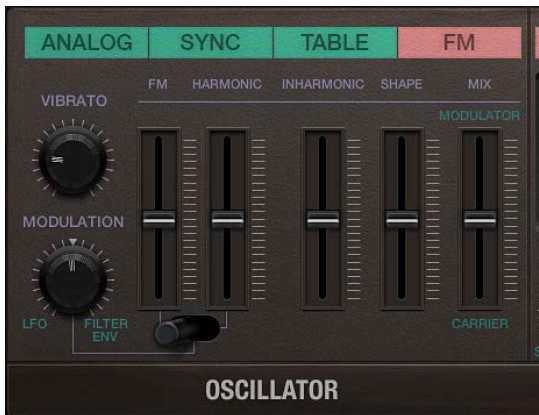 ANALOG SYNC TABLE FM
FM HARMONIC INHARMONIC SHAPE MIX
VIBRATO
MODULATOR
MODULATION
LFO FILTER ENV CARRIER
OSCILLATOR